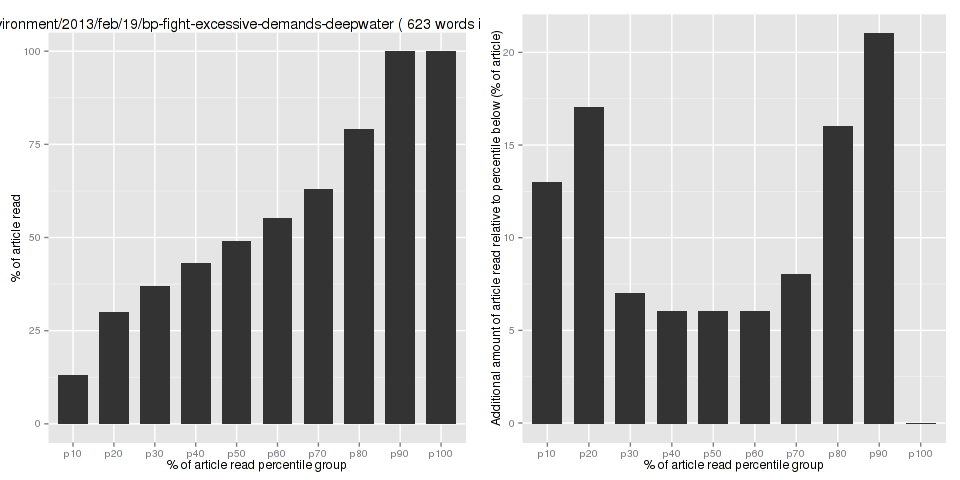 vironment/2013/feb/19/bp-fight-excessive-demands-deepwater ( 623 words i
% of article read
100
75
50
25
0
p10 p20 p30 p40 p50 p60 p70 p80 p90 p100
% of article read percentile group
Additional amount of article read relative to percentile below (% of article)
20
15
10
5
0
p10 p20 p30 p40 p50 p60 p70 p80 p90 p100
% of article read percentile group